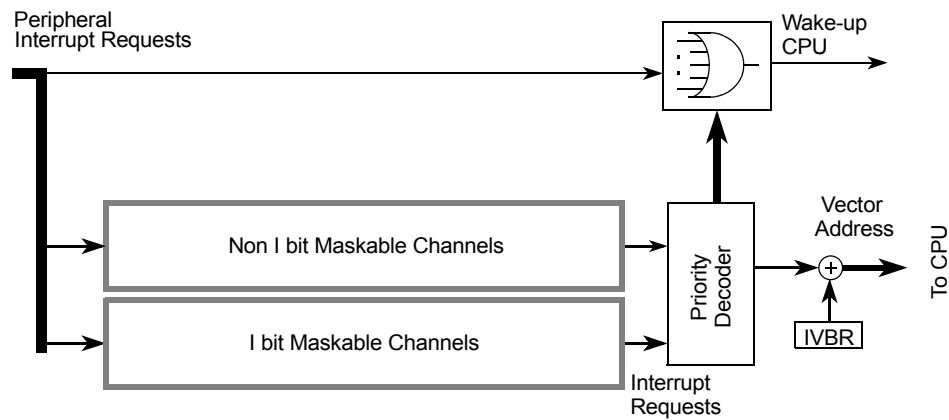 Peripheral
Interrupt Requests
Wake-up
CPU
Non I bit Maskable Channels
I bit Maskable Channels
Priority
Decoder
Interrupt
Requests
Vector
Address
To CPU
IVBR